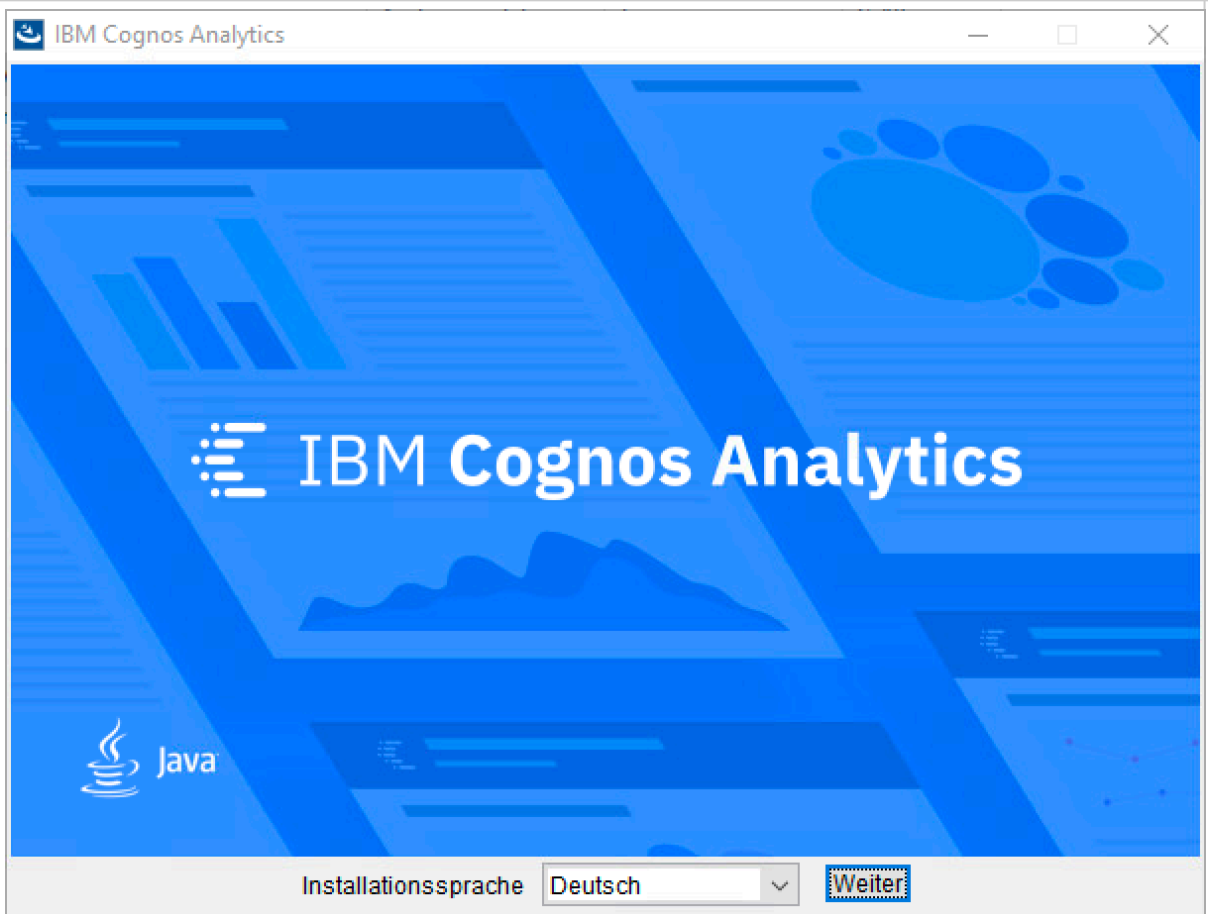 IBM Cognos Analytics
IBM Cognos Analytics
Java
Installationssprache Deutsch Weiter